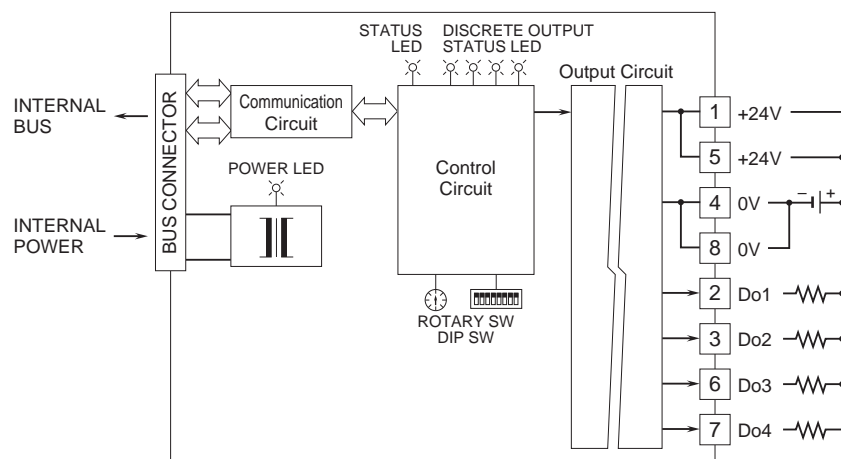 STATUS
LED
DISCRETE OUTPUT
STATUS LED
Output Circuit
INTERNAL
BUS
BUS CONNECTOR
Communication
Circuit
Control
Circuit
POWER LED
INTERNAL
POWER
ROTARY SW
DIP SW
1 +24V
5 +24V
4 0V − +
8 0V
2 Do1
3 Do2
6 Do3
7 Do4